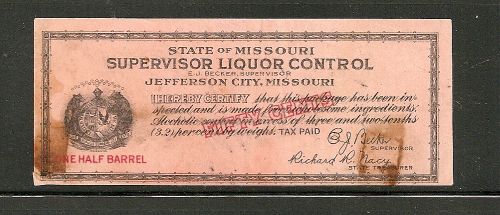 STATE OF MISSOURI
SUPERVISOR LIQUOR CONTROL
E.J. BECKER, SUPERVISOR
JEFFERSON CITY, MISSOURI
I HEREBY CERTIFY that this package has been in-
spected and is made from wholesome ingredients.
Alcoholic content in excess of three and two-tenths
(3.2) percent by weight. TAX PAID
E.J. Becker
SUPERVISOR
ONE HALF BARREL
Richard R. Nacy
STATE TREASURER